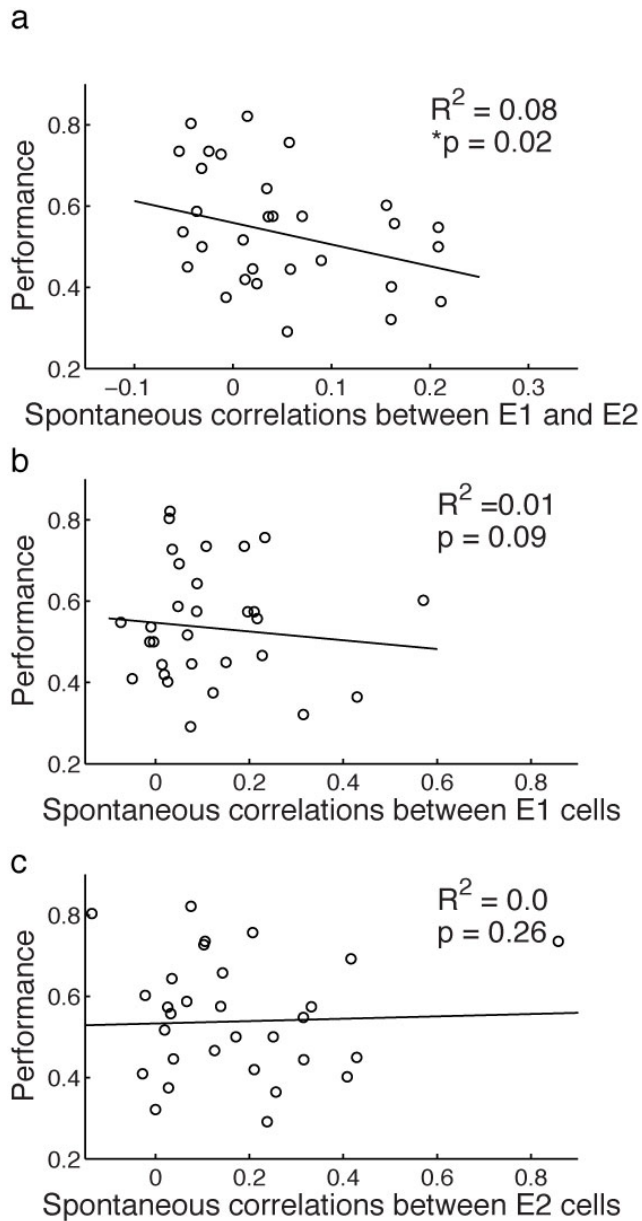 a
R² = 0.08
*p = 0.02
Performance
0.8
0.6
0.4
0.2
−0.1 0 0.1 0.2 0.3
Spontaneous correlations between E1 and E2
b
R² =0.01
p = 0.09
Performance
0.8
0.6
0.4
0.2
0 0.2 0.4 0.6 0.8
Spontaneous correlations between E1 cells
c
R² = 0.0
p = 0.26
Performance
0.8
0.6
0.4
0.2
0 0.2 0.4 0.6 0.8
Spontaneous correlations between E2 cells